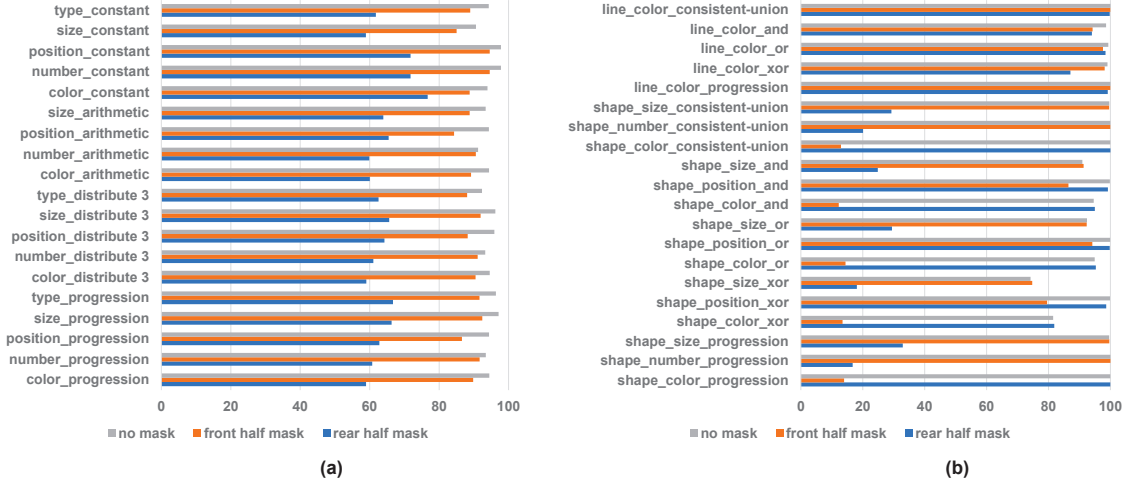 type_constant
size_constant
position_constant
number_constant
color_constant
size_arithmetic
position_arithmetic
number_arithmetic
color_arithmetic
type_distribute 3
size_distribute 3
position_distribute 3
number_distribute 3
color_distribute 3
type_progression
size_progression
position_progression
number_progression
color_progression
0 20 40 60 80 100
no mask front half mask rear half mask
(a)
line_color_consistent-union
line_color_and
line_color_or
line_color_xor
line_color_progression
shape_size_consistent-union
shape_number_consistent-union
shape_color_consistent-union
shape_size_and
shape_position_and
shape_color_and
shape_size_or
shape_position_or
shape_color_or
shape_size_xor
shape_position_xor
shape_color_xor
shape_size_progression
shape_number_progression
shape_color_progression
0 20 40 60 80 100
no mask front half mask rear half mask
(b)